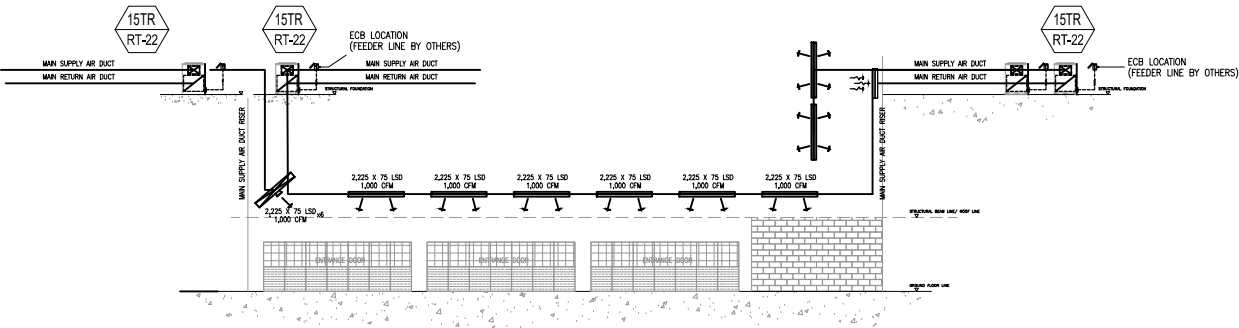 15TR
RT-22
15TR
RT-22
15TR
RT-22
ECB LOCATION
(FEEDER LINE BY OTHERS)
MAIN SUPPLY AIR DUCT
MAIN RETURN AIR DUCT
MAIN SUPPLY AIR DUCT
MAIN RETURN AIR DUCT
MAIN SUPPLY AIR DUCT
MAIN RETURN AIR DUCT
ECB LOCATION
(FEEDER LINE BY OTHERS)
STRUCTURAL FOUNDATION
STRUCTURAL FOUNDATION
MAIN SUPPLY AIR DUCT RISER
MAIN SUPPLY AIR DUCT RISER
2,225 X 75 LSD
1,000 CFM
2,225 X 75 LSD
1,000 CFM
2,225 X 75 LSD
1,000 CFM
2,225 X 75 LSD
1,000 CFM
2,225 X 75 LSD
1,000 CFM
2,225 X 75 LSD
1,000 CFM
2,225 X 75 LSD x6
1,000 CFM
STRUCTURAL BEAM LINE/ ROOF LINE
ENTRANCE DOOR
ENTRANCE DOOR
ENTRANCE DOOR
GROUND FLOOR LINE